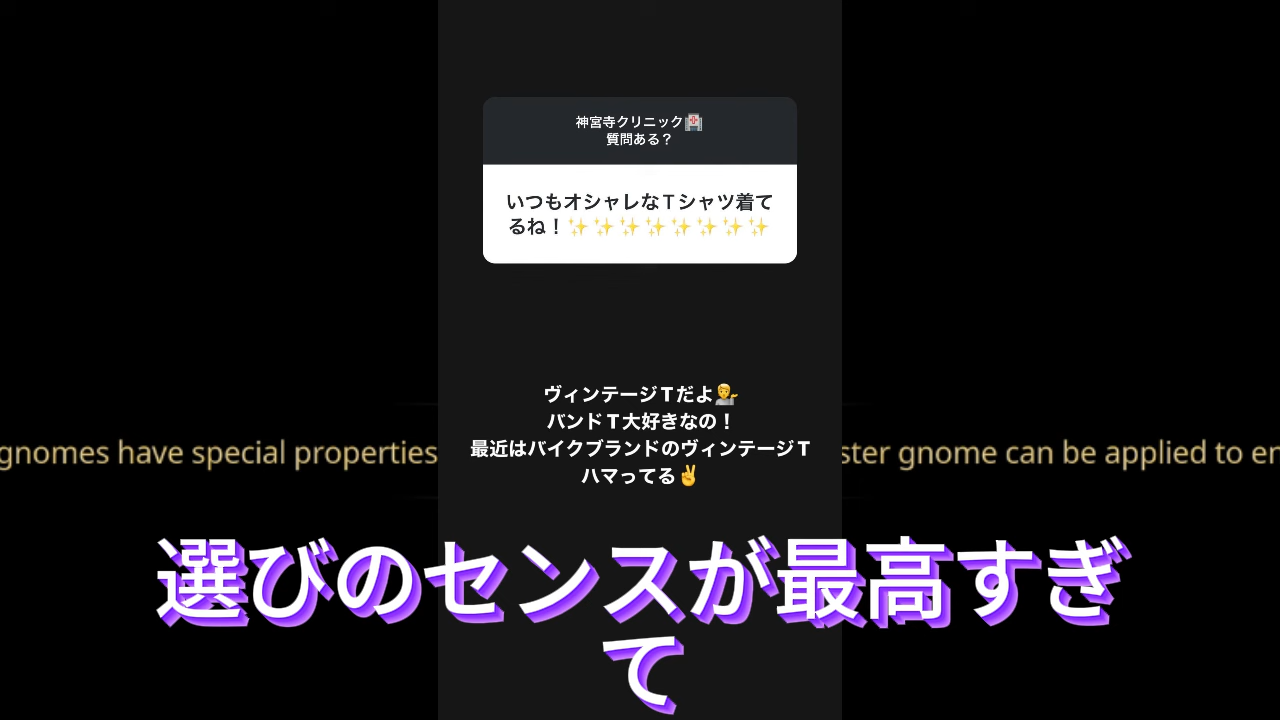 神宮寺クリニック🏥
質問ある？
いつもオシャレなTシャツ着て
るね！✨✨✨✨✨✨✨✨
ヴィンテージTだよ💁‍♂️
バンドT大好きなの！
最近はバイクブランドのヴィンテージT
ハマってる✌️
gnomes have special properties
ster gnome can be applied to en
選びのセンスが最高すぎ
て